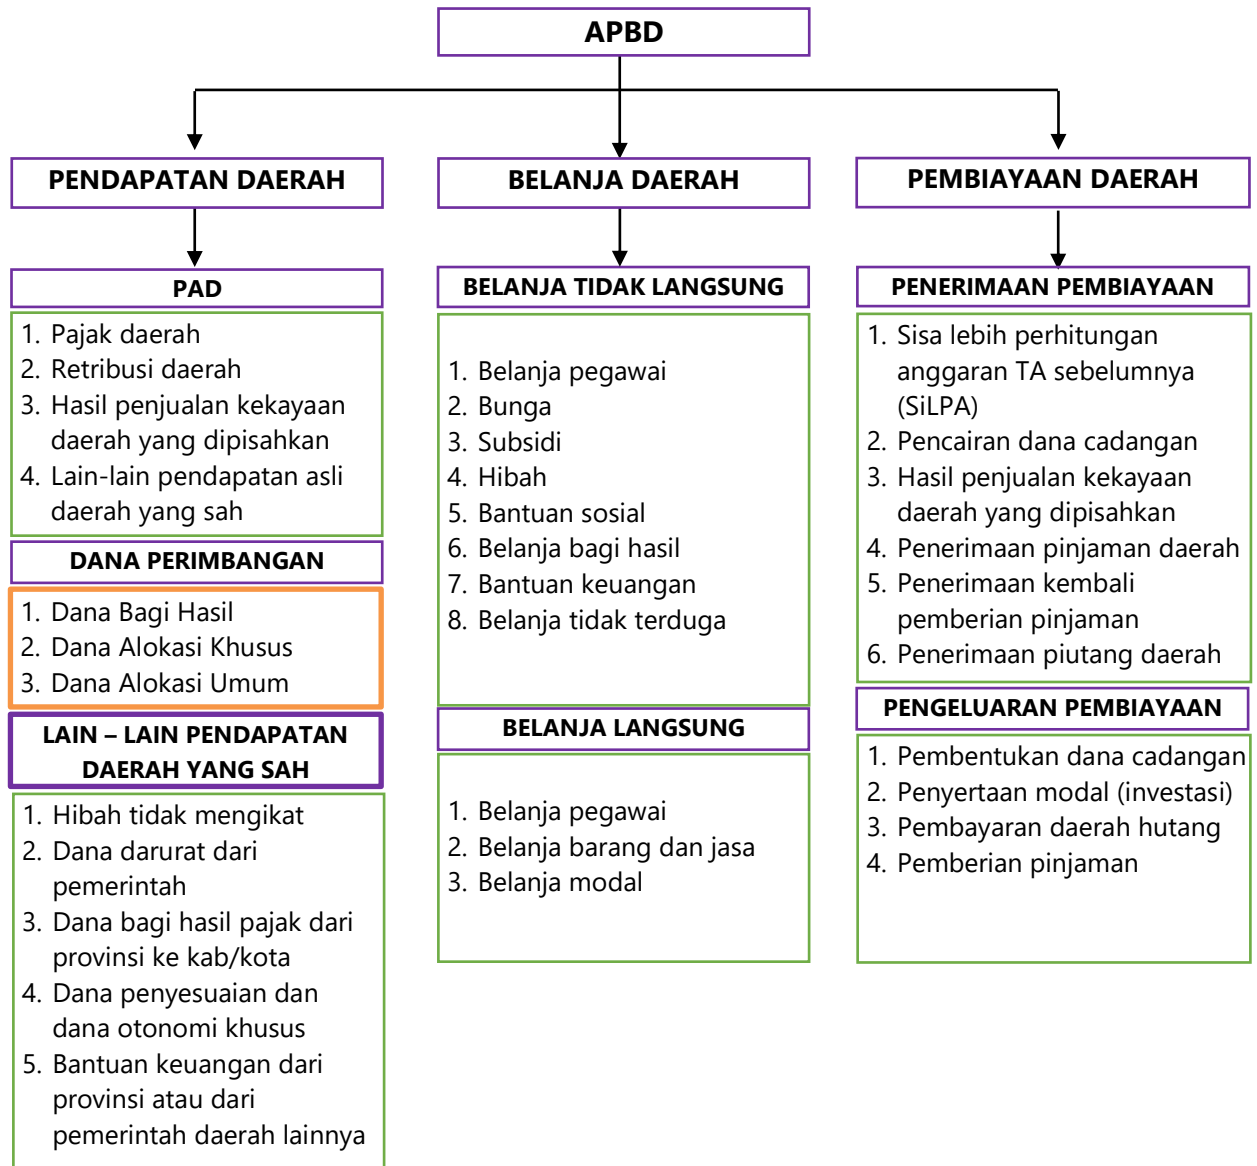 APBD
PENDAPATAN DAERAH
PAD
1. Pajak daerah
2. Retribusi daerah
3. Hasil penjualan kekayaan
daerah yang dipisahkan
4. Lain-lain pendapatan asli
daerah yang sah
DANA PERIMBANGAN
1. Dana Bagi Hasil
2. Dana Alokasi Khusus
3. Dana Alokasi Umum
LAIN – LAIN PENDAPATAN
DAERAH YANG SAH
1. Hibah tidak mengikat
2. Dana darurat dari
pemerintah
3. Dana bagi hasil pajak dari
provinsi ke kab/kota
4. Dana penyesuaian dan
dana otonomi khusus
5. Bantuan keuangan dari
provinsi atau dari
pemerintah daerah lainnya
BELANJA DAERAH
BELANJA TIDAK LANGSUNG
1. Belanja pegawai
2. Bunga
3. Subsidi
4. Hibah
5. Bantuan sosial
6. Belanja bagi hasil
7. Bantuan keuangan
8. Belanja tidak terduga
BELANJA LANGSUNG
1. Belanja pegawai
2. Belanja barang dan jasa
3. Belanja modal
PEMBIAYAAN DAERAH
PENERIMAAN PEMBIAYAAN
1. Sisa lebih perhitungan
anggaran TA sebelumnya
(SiLPA)
2. Pencairan dana cadangan
3. Hasil penjualan kekayaan
daerah yang dipisahkan
4. Penerimaan pinjaman daerah
5. Penerimaan kembali
pemberian pinjaman
6. Penerimaan piutang daerah
PENGELUARAN PEMBIAYAAN
1. Pembentukan dana cadangan
2. Penyertaan modal (investasi)
3. Pembayaran daerah hutang
4. Pemberian pinjaman